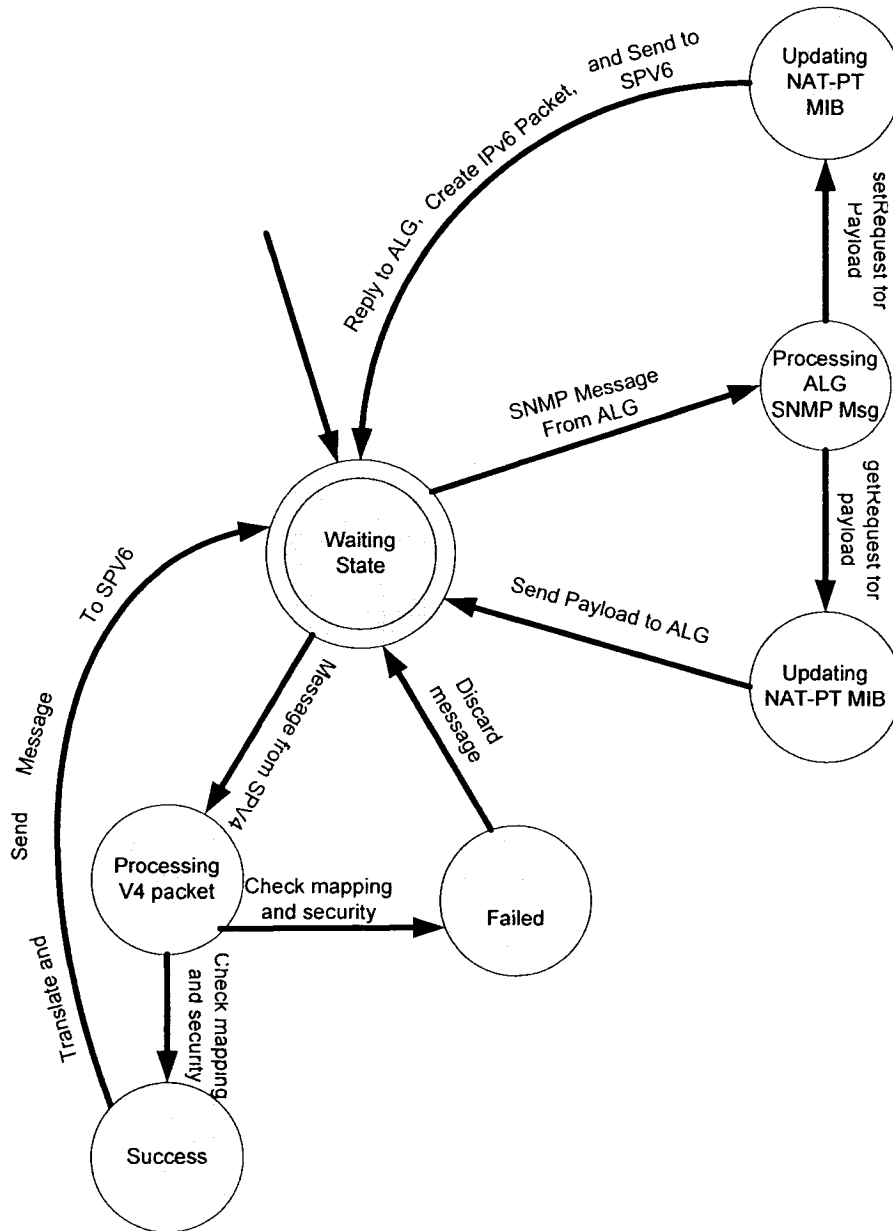 Updating
NAT-PT
MIB
Reply to ALG, Create IPv6 Packet, and Send to
SPV6
setRequest for
Payload
Processing
ALG
SNMP Msg
SNMP Message
From ALG
getRequest for
payload
Waiting
State
Send Payload to ALG
Updating
NAT-PT MIB
Translate and Send Message To SPV6
Message from SPV4
Discard
message
Processing
V4 packet
Check mapping
and security
Failed
Check mapping
and security
Success